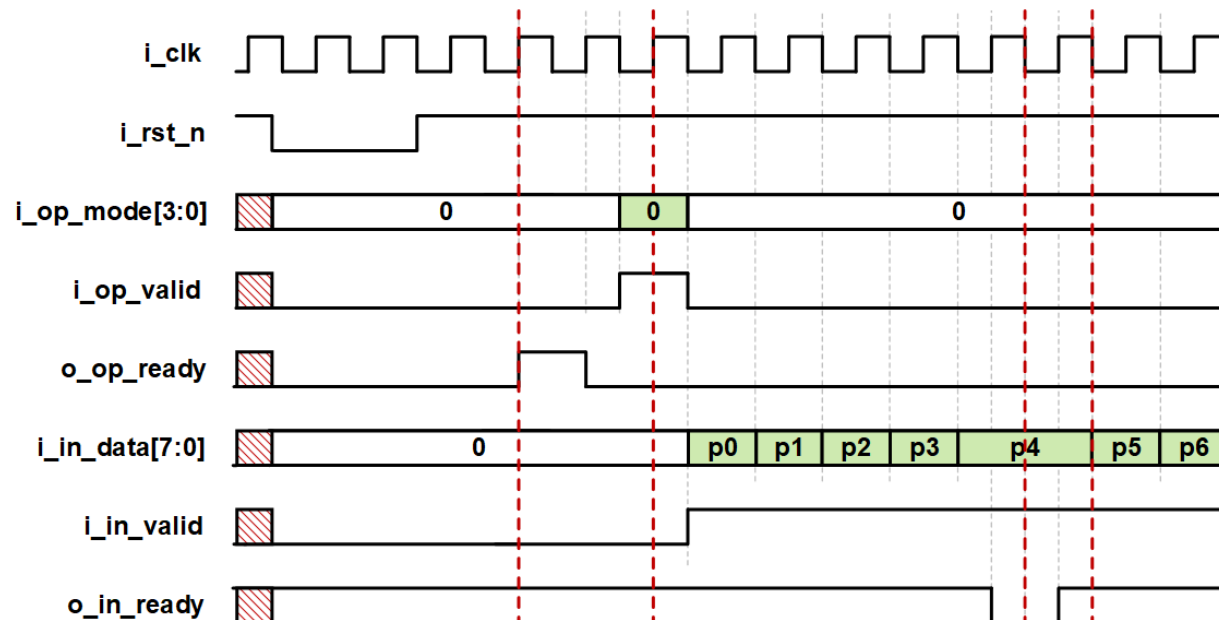 i_clk
i_rst_n
i_op_mode[3:0] 0 0 0
i_op_valid
o_op_ready
i_in_data[7:0] 0 p0 p1 p2 p3 p4 p5 p6
i_in_valid
o_in_ready